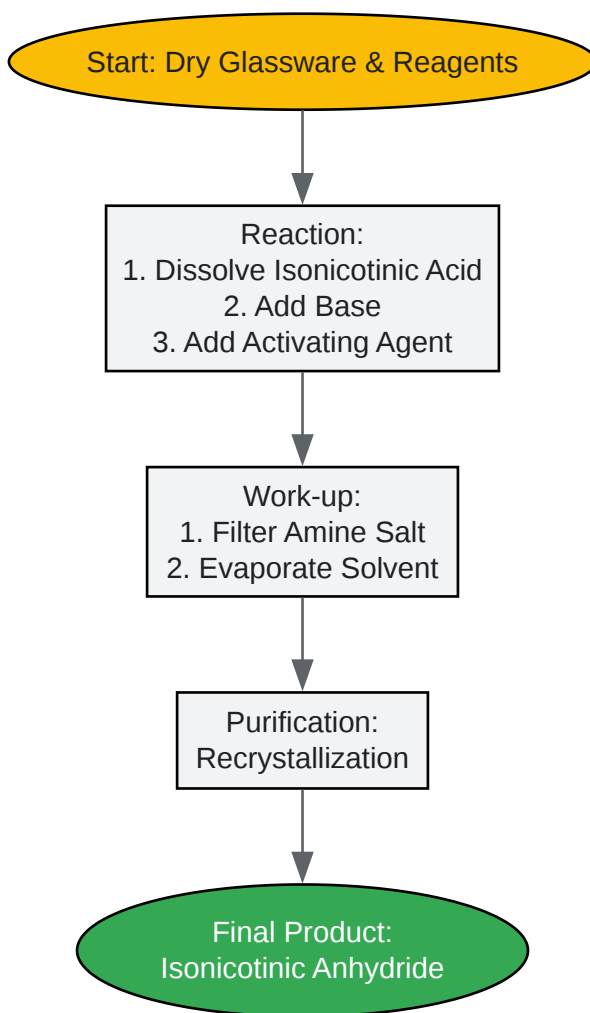 Start: Dry Glassware & Reagents
Reaction:
1. Dissolve Isonicotinic Acid
2. Add Base
3. Add Activating Agent
Work-up:
1. Filter Amine Salt
2. Evaporate Solvent
Purification:
Recrystallization
Final Product:
Isonicotinic Anhydride